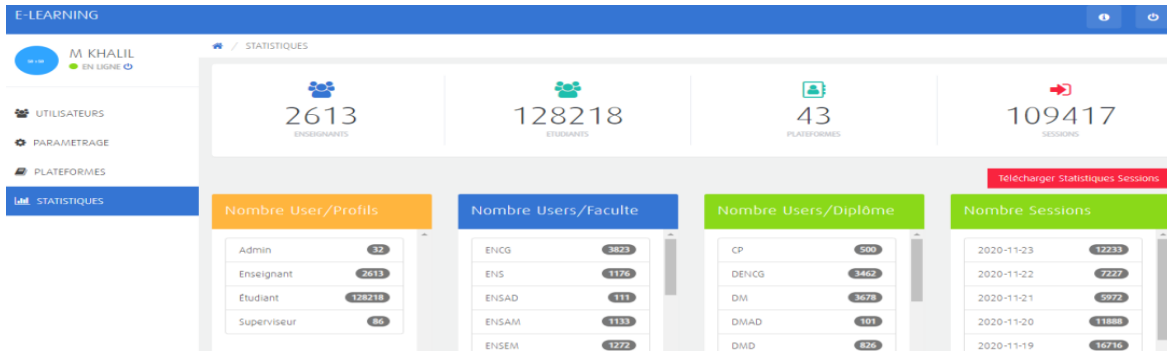 E-LEARNING
M KHALIL
EN LIGNE
/ STATISTIQUES
UTILISATEURS
PARAMETRAGE
PLATEFORMES
STATISTIQUES
2613
ENSEIGNANTS
128218
ETUDIANTS
43
PLATEFORMES
109417
SESSIONS
Télécharger Statistiques Sessions
Nombre User/Profils
Admin 32
Enseignant 2613
Étudiant 128218
Superviseur 86
Nombre Users/Faculte
ENCG 3823
ENS 1176
ENSAD 111
ENSAM 1133
ENSEM 1272
Nombre Users/Diplôme
CP 500
DENCG 3462
DM 3678
DMAD 101
DMD 826
Nombre Sessions
2020-11-23 12233
2020-11-22 7227
2020-11-21 5972
2020-11-20 11888
2020-11-19 16716